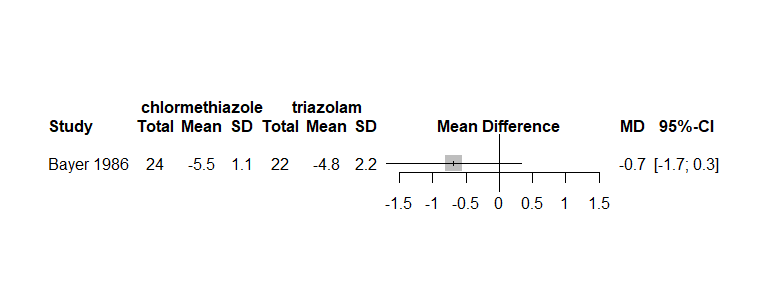 chlormethiazole triazolam
Study Total Mean SD Total Mean SD Mean Difference MD 95%-CI
Bayer 1986 24 -5.5 1.1 22 -4.8 2.2 -0.7 [-1.7; 0.3]
-1.5 -1 -0.5 0 0.5 1 1.5